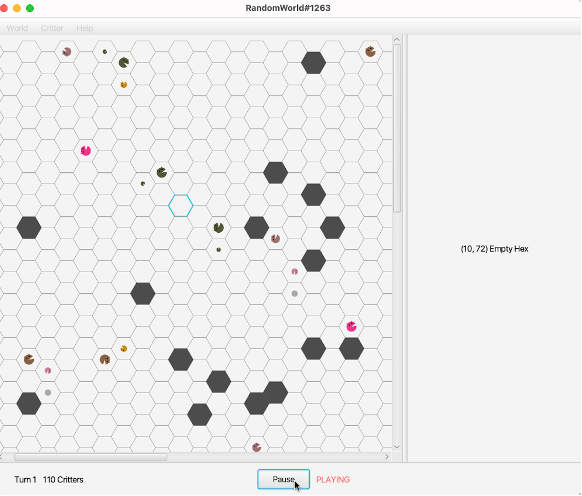 RandomWorld#1263
World Critter Help
(10, 72) Empty Hex
Turn 1 110 Critters Pause PLAYING